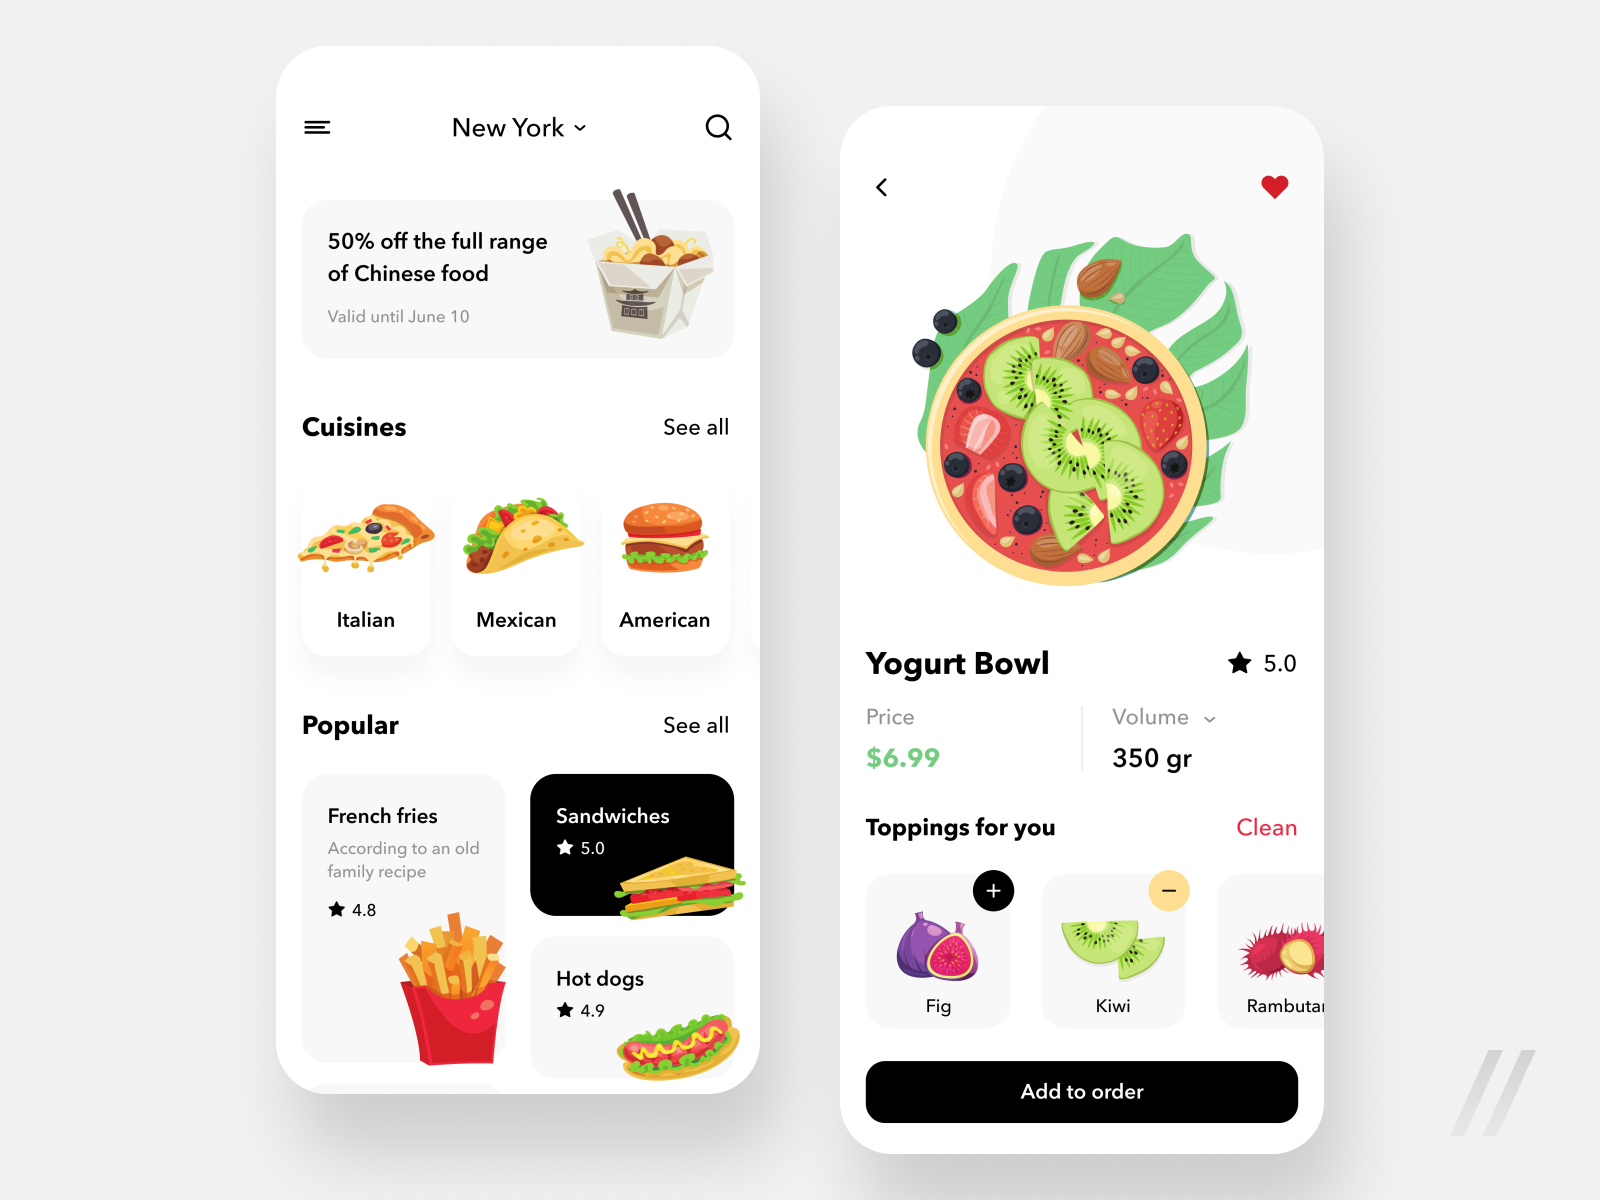 New York
50% off the full range
of Chinese food
Valid until June 10
Cuisines
See all
Italian
Mexican
American
Popular
See all
French fries
According to an old
family recipe
4.8
Sandwiches
5.0
Hot dogs
4.9
Yogurt Bowl
5.0
Price
Volume
$6.99
350 gr
Toppings for you
Clean
Fig
Kiwi
Rambutan
Add to order